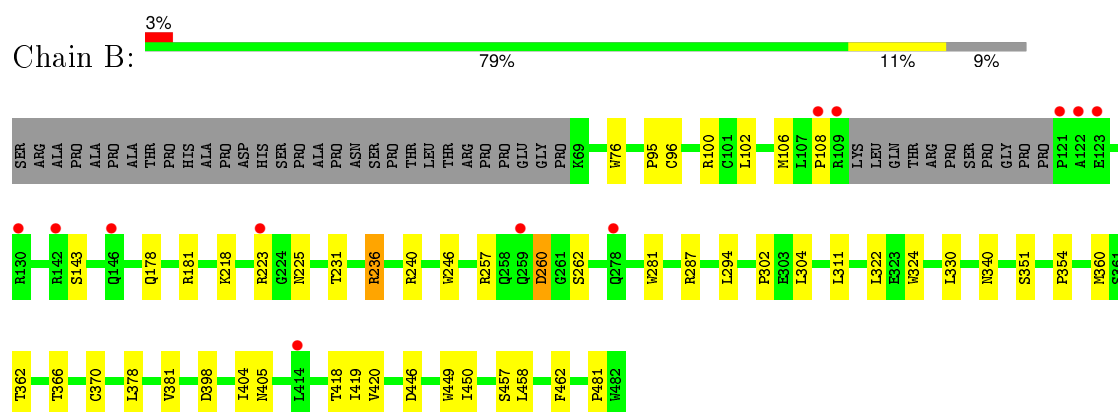 3%
Chain B:
79% 11% 9%
SER ARG ALA PRO ALA PRO ALA THR PRO HIS ALA PRO ASP HIS SER PRO ALA PRO ASN SER PRO THR LEU THR ARG PRO PRO GLU GLY PRO K69 W76 P95 C96 R100 C101 L102 M106 L107 P108 R109 LYS LEU GLN THR ARG PRO SER PRO GLY PRO PRO P121 A122 E123
R130 R142 S143 Q146 Q178 R181 K218 R223 G224 N225 T231 R236 R240 W246 R257 Q258 Q259 D260 G261 S262 Q278 W281 R287 L294 P302 E303 L304 L311 L322 E323 W324 L330 N340 S351 P354 M360 S361
T362 T366 C370 L378 V381 D398 I404 N405 L414 T418 I419 V420 D446 W449 I450 S457 L458 F462 P481 W482